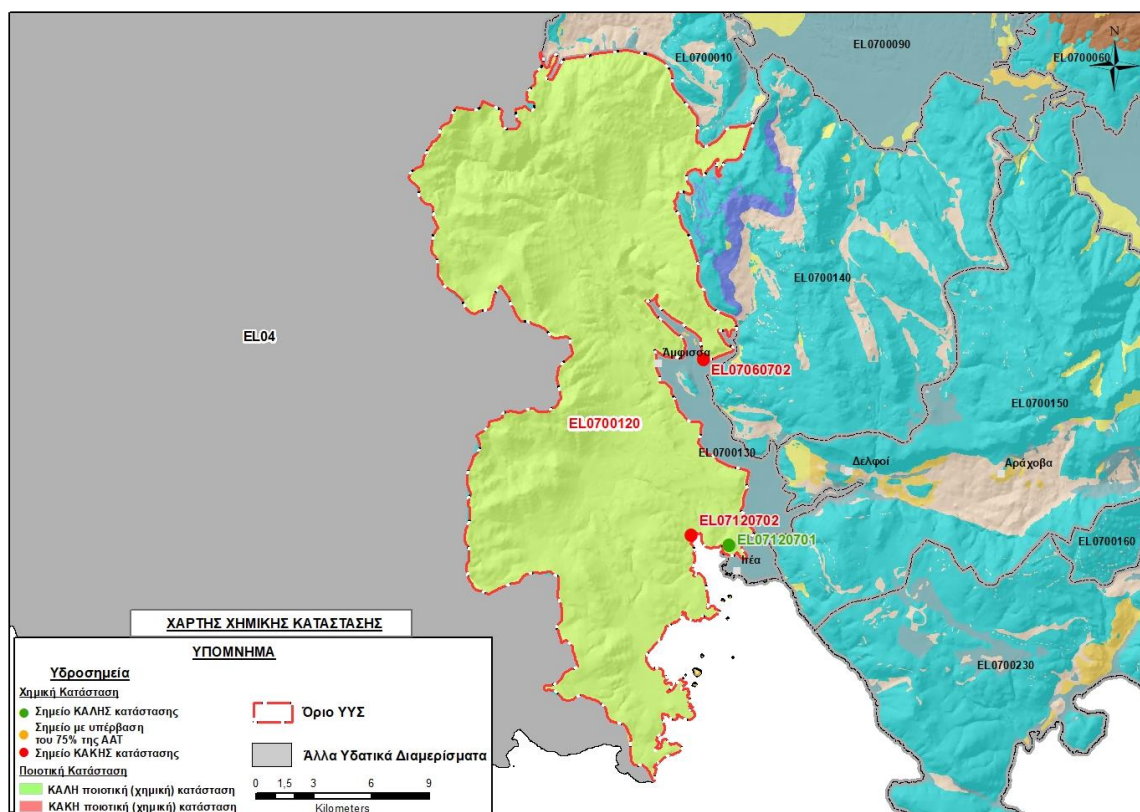 EL0700090
EL0700060
EL0700010
N
EL0700140
EL04
Άμφισσα
EL07060702
EL0700150
EL0700120
EL0700130
Δελφοί
Αράχοβα
EL07120702
EL07120701
EL0700160
Ιτέα
EL0700230
ΧΑΡΤΗΣ ΧΗΜΙΚΗΣ ΚΑΤΑΣΤΑΣΗΣ
ΥΠΟΜΝΗΜΑ
Υδροσημεία
Χημική Κατάσταση
Σημείο ΚΑΛΗΣ κατάστασης
Σημείο με υπέρβαση
του 75% της ΑΑΤ
Σημείο ΚΑΚΗΣ κατάστασης
Ποιοτική Κατάσταση
ΚΑΛΗ ποιοτική (χημική) κατάσταση
ΚΑΚΗ ποιοτική (χημική) κατάσταση
Όριο ΥΥΣ
Άλλα Υδατικά Διαμερίσματα
0 1,5 3 6 9
Kilometers